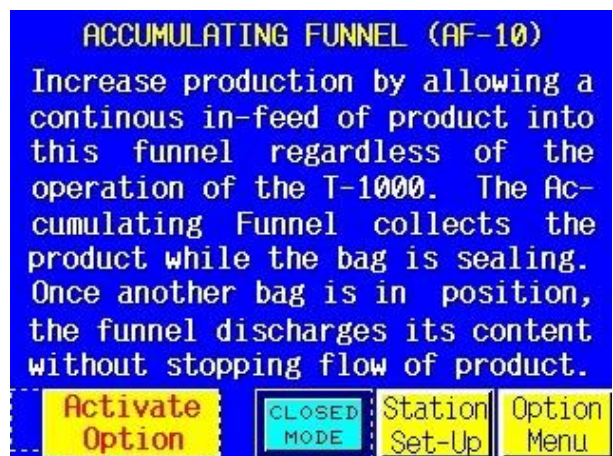 ACCUMULATING FUNNEL (AF-10)
Increase production by allowing a
continous in-feed of product into
this funnel regardless of the
operation of the T-1000. The Ac-
cumulating Funnel collects the
product while the bag is sealing.
Once another bag is in position,
the funnel discharges its content
without stopping flow of product.
Activate Option
CLOSED MODE
Station Set-Up
Option Menu